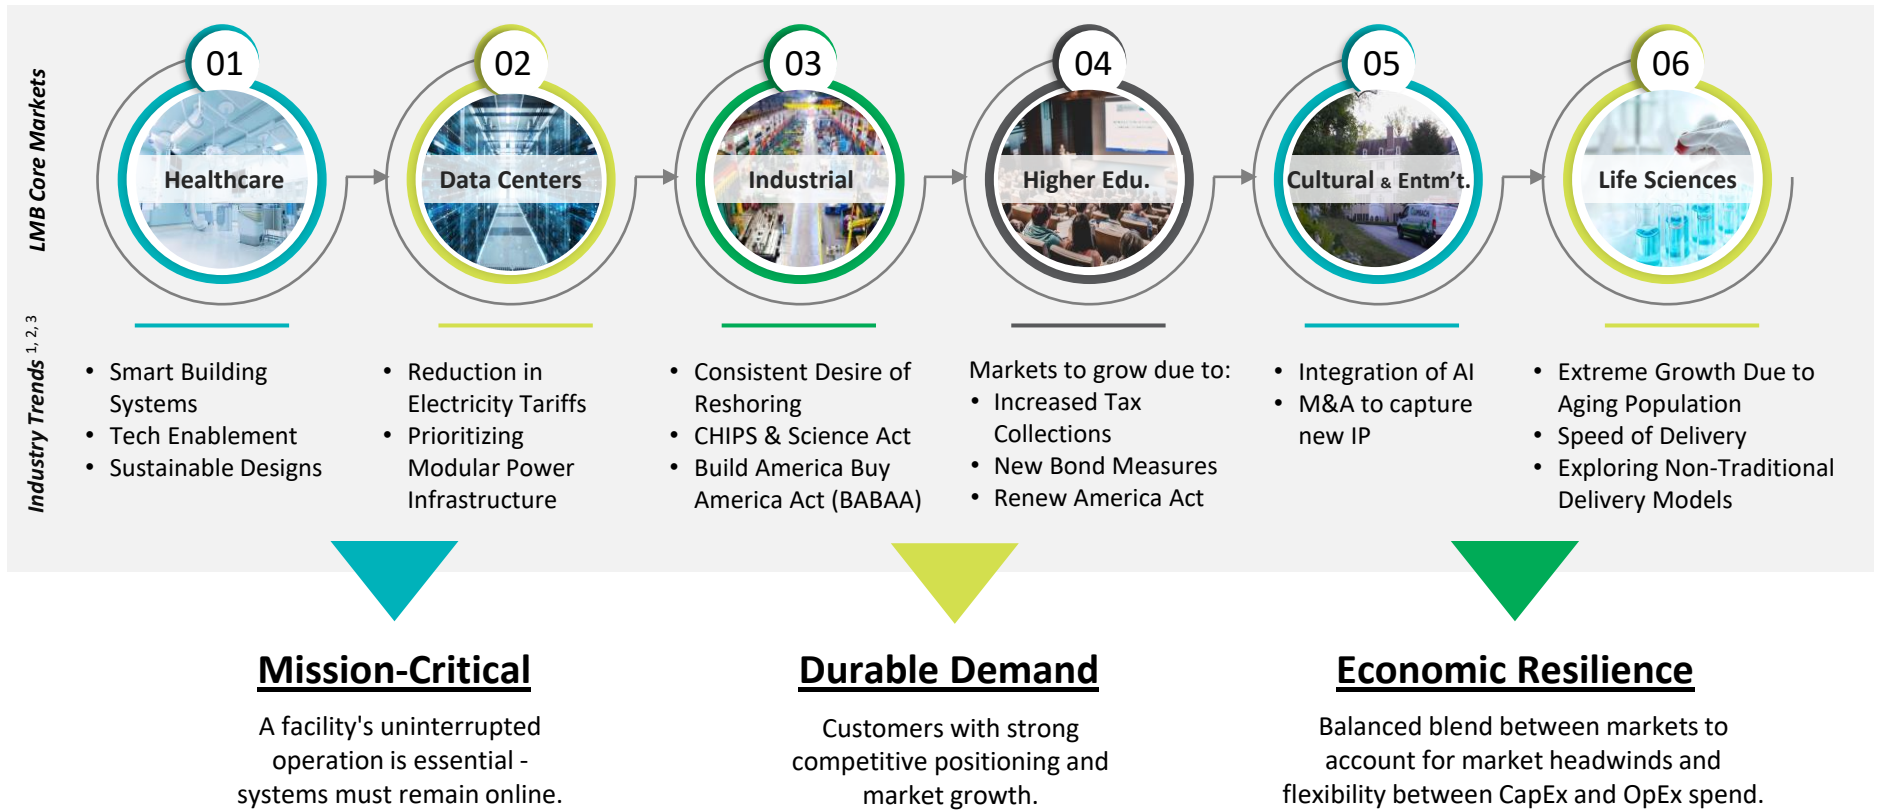 LMB Core Markets
01
02
03
04
05
06
Healthcare
Data Centers
Industrial
Higher Edu.
Cultural & Entm't.
Life Sciences
Industry Trends 1, 2, 3
• Smart Building
Systems
• Tech Enablement
• Sustainable Designs
• Reduction in
Electricity Tariffs
• Prioritizing
Modular Power
Infrastructure
• Consistent Desire of
Reshoring
• CHIPS & Science Act
• Build America Buy
America Act (BABAA)
Markets to grow due to:
• Increased Tax
Collections
• New Bond Measures
• Renew America Act
• Integration of AI
• M&A to capture
new IP
• Extreme Growth Due to
Aging Population
• Speed of Delivery
• Exploring Non-Traditional
Delivery Models
Mission-Critical
A facility's uninterrupted
operation is essential -
systems must remain online.
Durable Demand
Customers with strong
competitive positioning and
market growth.
Economic Resilience
Balanced blend between markets to
account for market headwinds and
flexibility between CapEx and OpEx spend.